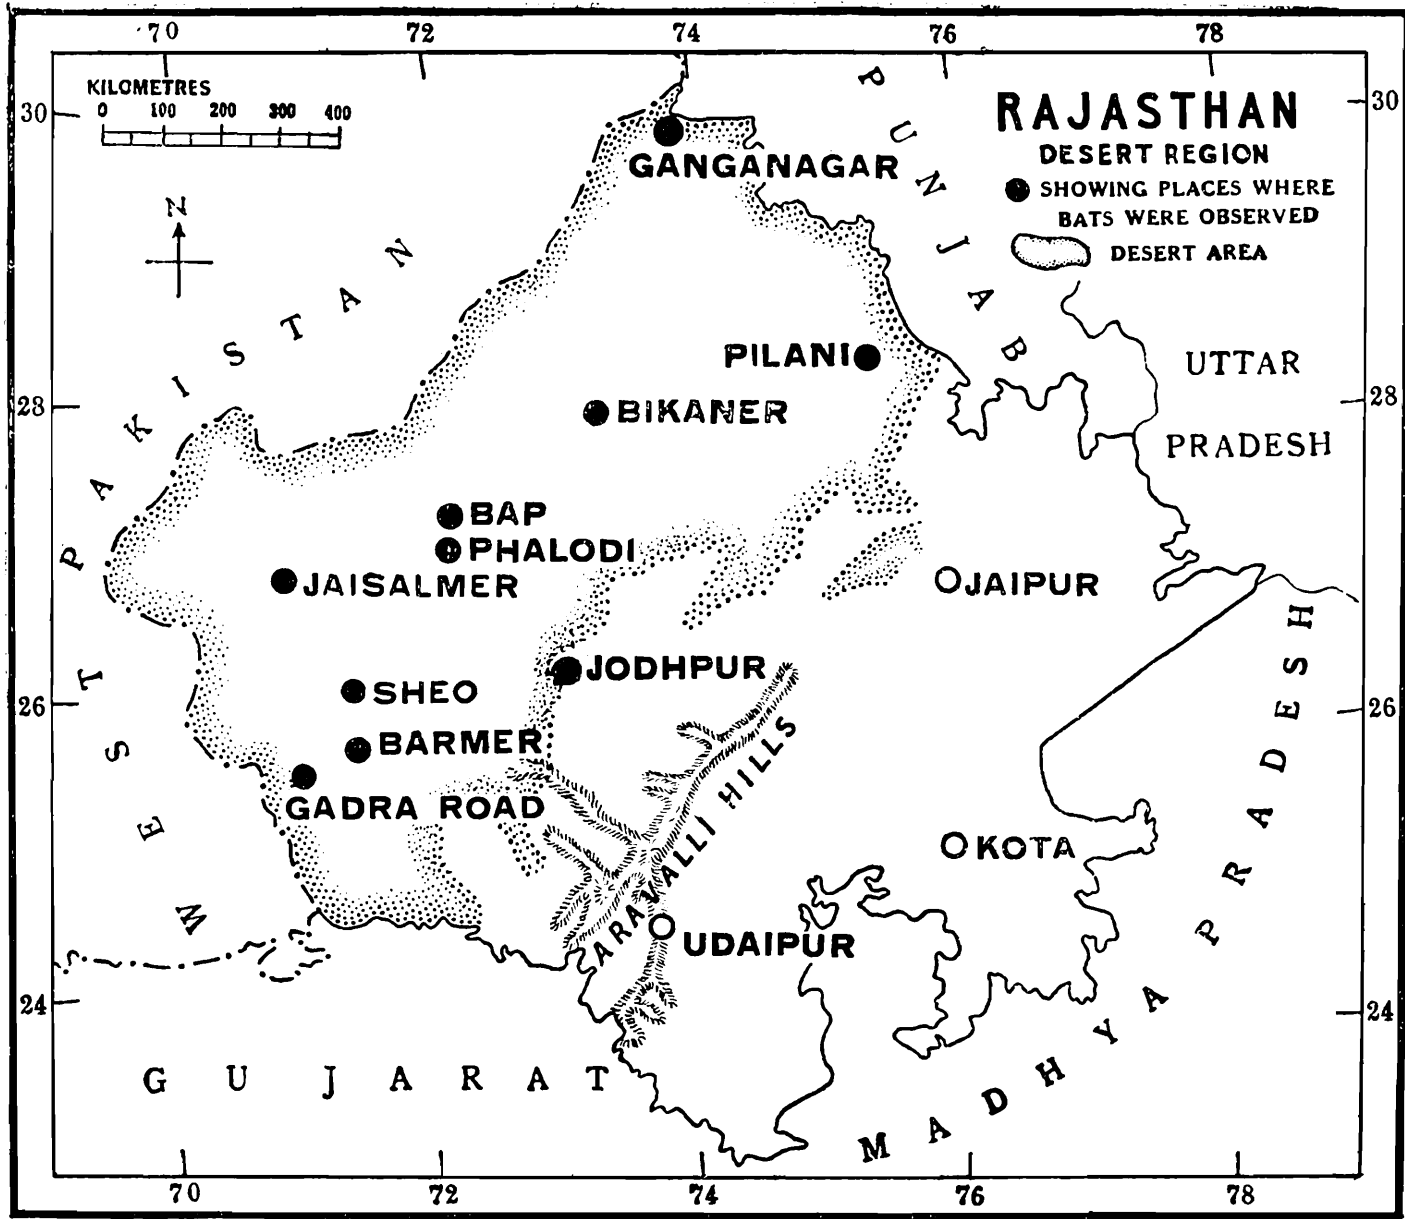 70 72 74 76 78
KILOMETRES
0 100 200 300 400
30 30
RAJASTHAN
DESERT REGION
SHOWING PLACES WHERE
BATS WERE OBSERVED
DESERT AREA
N
PUNJAB
WEST PAKISTAN
GANGANAGAR
PILANI
UTTAR
PRADESH
28 28
BIKANER
BAP
PHALODI
JAISALMER
JAIPUR
JODHPUR
SHEO
26 26
BARMER
GADRA ROAD
ARAVALLI HILLS
KOTA
UDAIPUR
MADHYA PRADESH
24 24
GUJARAT
70 72 74 76 78